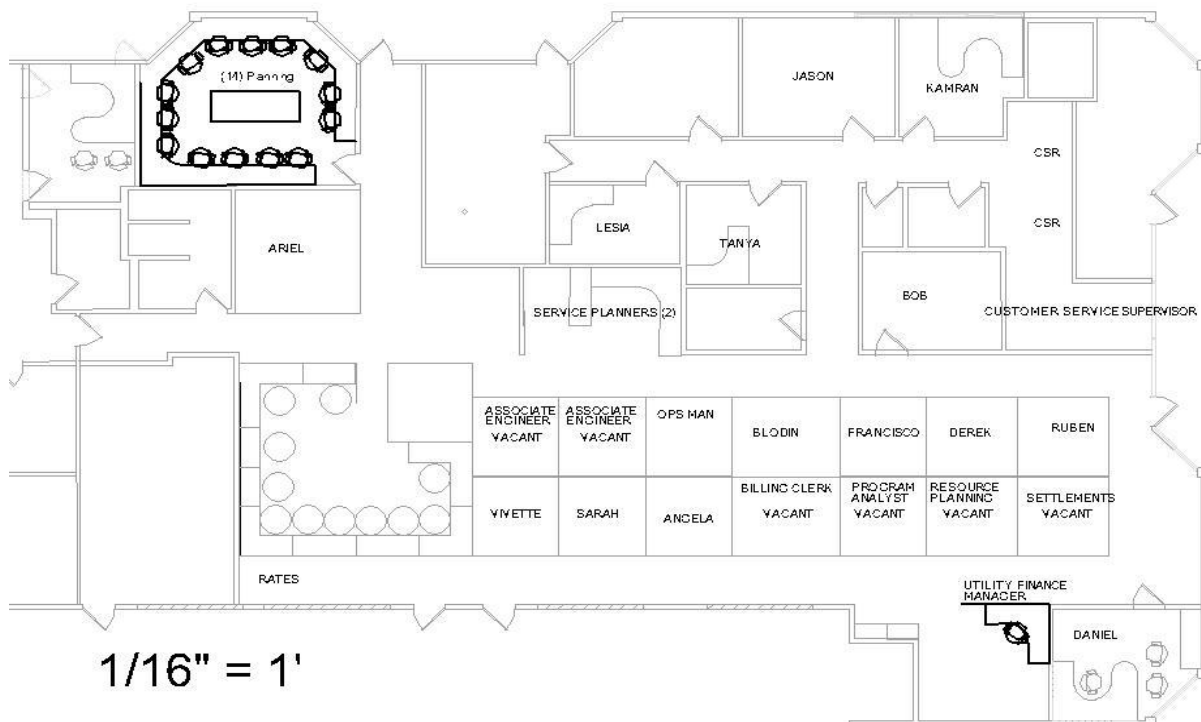 (14) Planning
JASON
KAMRAN
CSR
CSR
LESIA
TANYA
ARIEL
BOB
SERVICE PLANNERS (2)
CUSTOMER SERVICE SUPERVISOR
ASSOCIATE
ENGINEER
VACANT
ASSOCIATE
ENGINEER
VACANT
OPS MAN
BLODIN
FRANCISCO
DEREK
RUBEN
VIVETTE
SARAH
ANGELA
BILLING CLERK
VACANT
PROGRAM
ANALYST
VACANT
RESOURCE
PLANNING
VACANT
SETTLEMENTS
VACANT
RATES
UTILITY FINANCE
MANAGER
DANIEL
1/16" = 1'